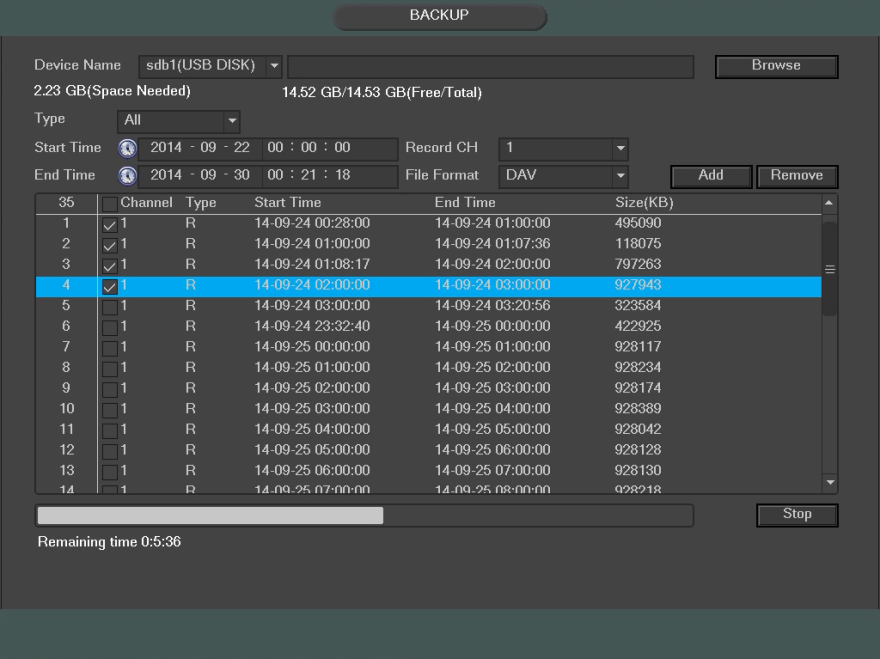 BACKUP
Device Name sdb1(USB DISK) Browse
2.23 GB(Space Needed) 14.52 GB/14.53 GB(Free/Total)
Type All
Start Time 2014 - 09 - 22 00 : 00 : 00 Record CH 1
End Time 2014 - 09 - 30 00 : 21 : 18 File Format DAV Add Remove
35 Channel Type Start Time End Time Size(KB)
1 1 R 14-09-24 00:28:00 14-09-24 01:00:00 495090
2 1 R 14-09-24 01:00:00 14-09-24 01:07:36 118075
3 1 R 14-09-24 01:08:17 14-09-24 02:00:00 797263
4 1 R 14-09-24 02:00:00 14-09-24 03:00:00 927943
5 1 R 14-09-24 03:00:00 14-09-24 03:20:56 323584
6 1 R 14-09-24 23:32:40 14-09-25 00:00:00 422925
7 1 R 14-09-25 00:00:00 14-09-25 01:00:00 928117
8 1 R 14-09-25 01:00:00 14-09-25 02:00:00 928234
9 1 R 14-09-25 02:00:00 14-09-25 03:00:00 928174
10 1 R 14-09-25 03:00:00 14-09-25 04:00:00 928389
11 1 R 14-09-25 04:00:00 14-09-25 05:00:00 928042
12 1 R 14-09-25 05:00:00 14-09-25 06:00:00 928128
13 1 R 14-09-25 06:00:00 14-09-25 07:00:00 928130
14 1 R 14-09-25 07:00:00 14-09-25 08:00:00 928218
Stop
Remaining time 0:5:36